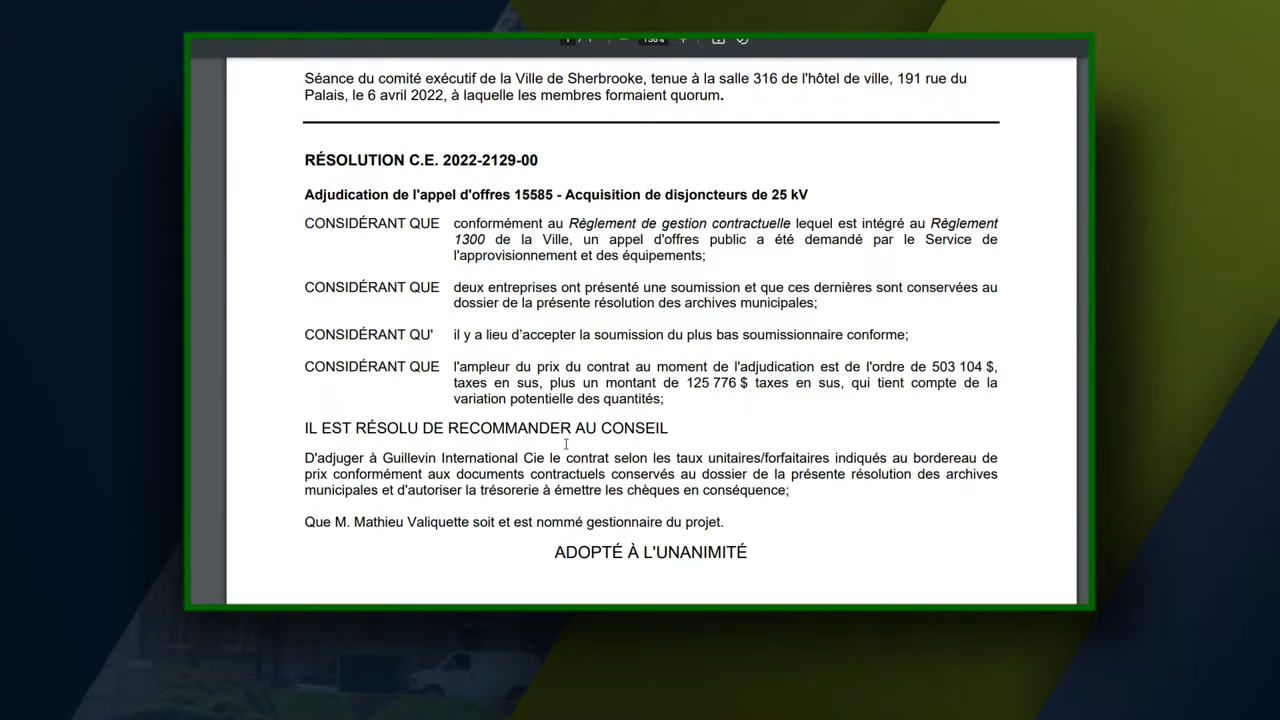 156%
Séance du comité exécutif de la Ville de Sherbrooke, tenue à la salle 316 de l'hôtel de ville, 191 rue du
Palais, le 6 avril 2022, à laquelle les membres formaient quorum.
RÉSOLUTION C.E. 2022-2129-00
Adjudication de l'appel d'offres 15585 - Acquisition de disjoncteurs de 25 kV
CONSIDÉRANT QUE conformément au Règlement de gestion contractuelle lequel est intégré au Règlement
1300 de la Ville, un appel d'offres public a été demandé par le Service de
l'approvisionnement et des équipements;
CONSIDÉRANT QUE deux entreprises ont présenté une soumission et que ces dernières sont conservées au
dossier de la présente résolution des archives municipales;
CONSIDÉRANT QU' il y a lieu d’accepter la soumission du plus bas soumissionnaire conforme;
CONSIDÉRANT QUE l'ampleur du prix du contrat au moment de l'adjudication est de l'ordre de 503 104 $,
taxes en sus, plus un montant de 125 776 $ taxes en sus, qui tient compte de la
variation potentielle des quantités;
IL EST RÉSOLU DE RECOMMANDER AU CONSEIL
D'adjuger à Guillevin International Cie le contrat selon les taux unitaires/forfaitaires indiqués au bordereau de
prix conformément aux documents contractuels conservés au dossier de la présente résolution des archives
municipales et d'autoriser la trésorerie à émettre les chèques en conséquence;
Que M. Mathieu Valiquette soit et est nommé gestionnaire du projet.
ADOPTÉ À L'UNANIMITÉ